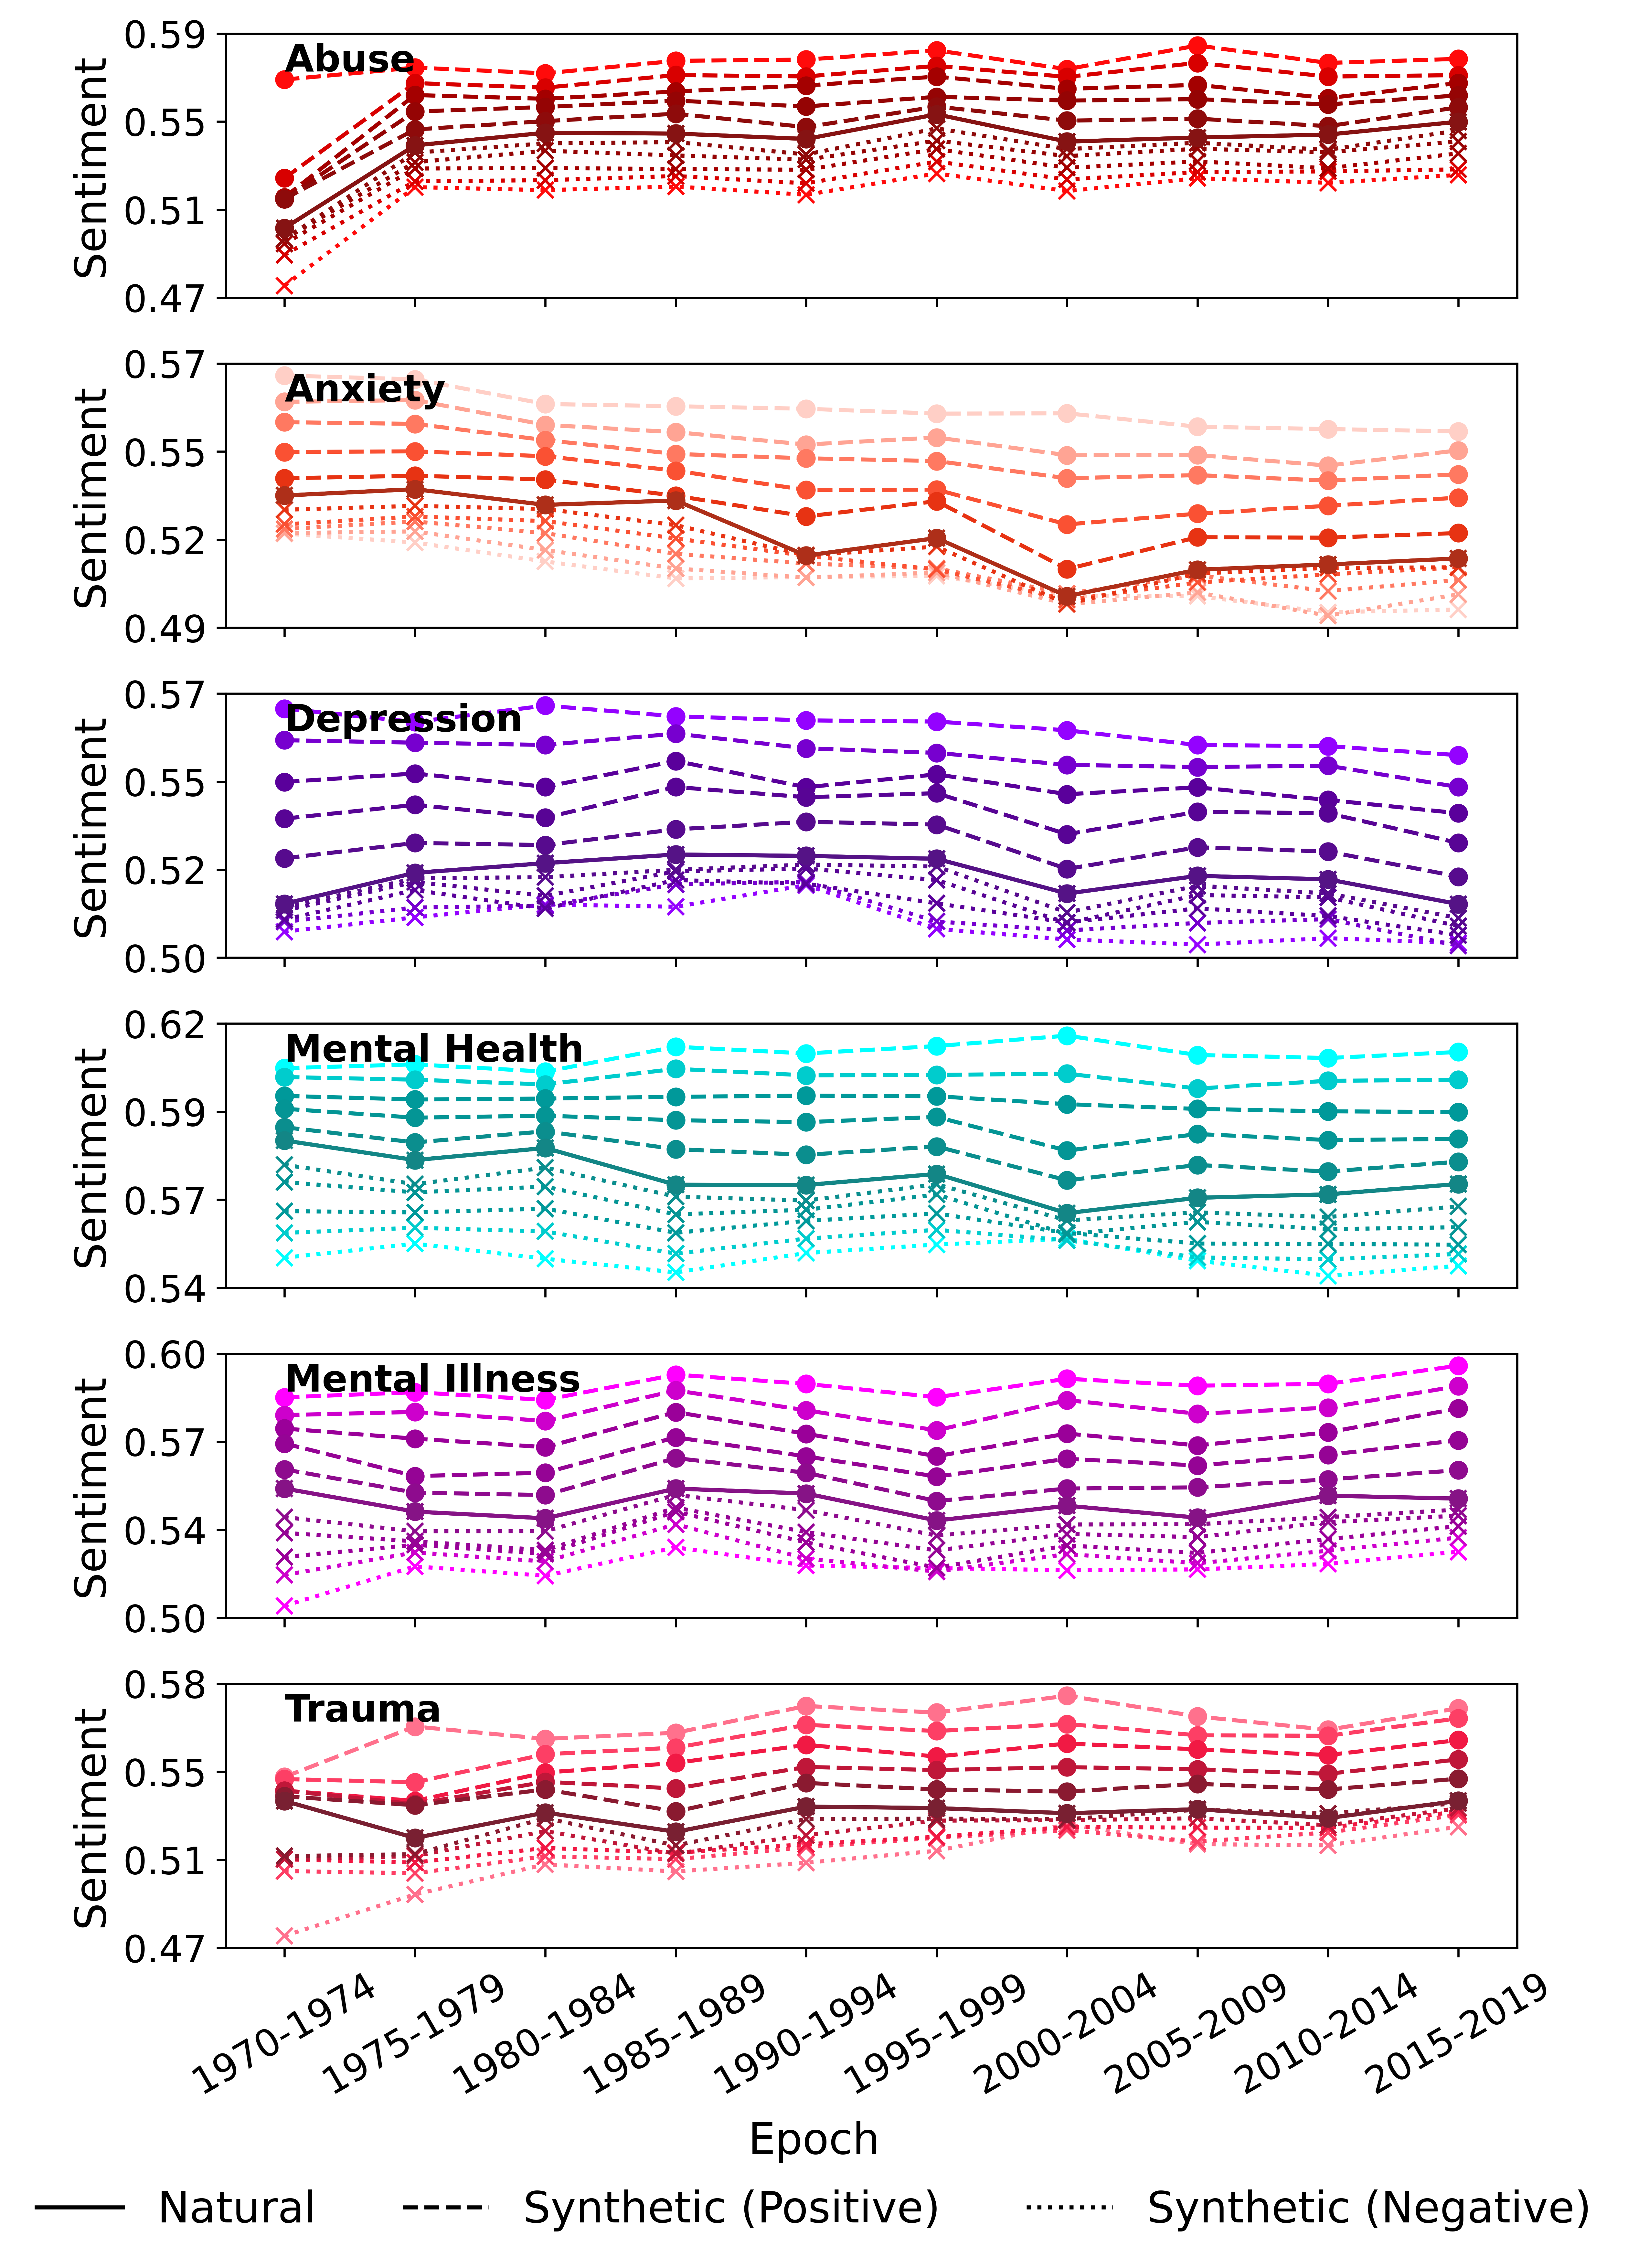 Abuse
Sentiment
0.59
0.55
0.51
0.47
Anxiety
Sentiment
0.57
0.55
0.52
0.49
Depression
Sentiment
0.57
0.55
0.52
0.50
Mental Health
Sentiment
0.62
0.59
0.57
0.54
Mental Illness
Sentiment
0.60
0.57
0.54
0.50
Trauma
Sentiment
0.58
0.55
0.51
0.47
1970-1974
1975-1979
1980-1984
1985-1989
1990-1994
1995-1999
2000-2004
2005-2009
2010-2014
2015-2019
Epoch
Natural
Synthetic (Positive)
Synthetic (Negative)